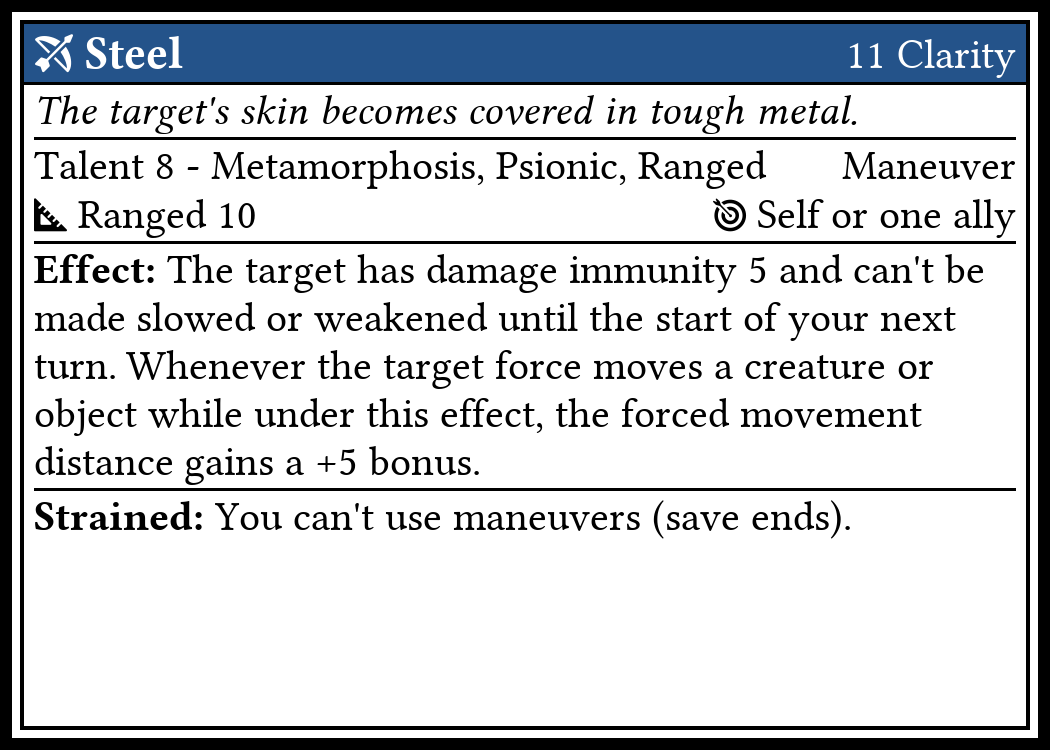 Steel 11 Clarity
The target's skin becomes covered in tough metal.
Talent 8 - Metamorphosis, Psionic, Ranged Maneuver
Ranged 10 Self or one ally
Effect: The target has damage immunity 5 and can't be
made slowed or weakened until the start of your next
turn. Whenever the target force moves a creature or
object while under this effect, the forced movement
distance gains a +5 bonus.
Strained: You can't use maneuvers (save ends).